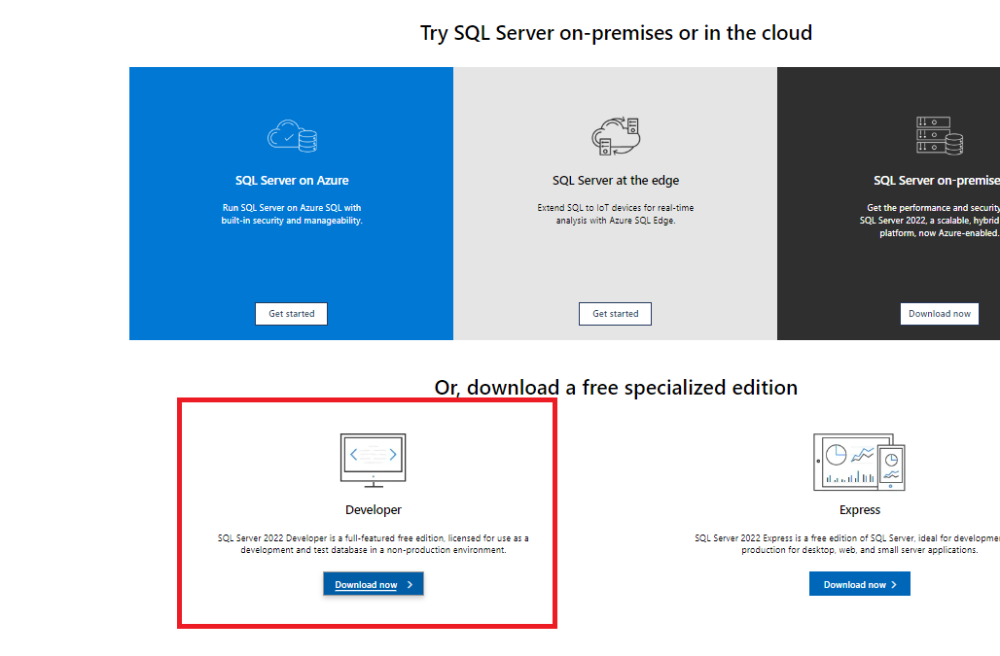 Try SQL Server on-premises or in the cloud
SQL Server on Azure
Run SQL Server on Azure SQL with
built-in security and manageability.
Get started
SQL Server at the edge
Extend SQL to IoT devices for real-time
analysis with Azure SQL Edge.
Get started
SQL Server on-premise
Get the performance and security
SQL Server 2022, a scalable, hybrid
platform, now Azure-enabled.
Download now
Or, download a free specialized edition
Developer
SQL Server 2022 Developer is a full-featured free edition, licensed for use as a
development and test database in a non-production environment.
Download now
Express
SQL Server 2022 Express is a free edition of SQL Server, ideal for developme
production for desktop, web, and small server applications.
Download now